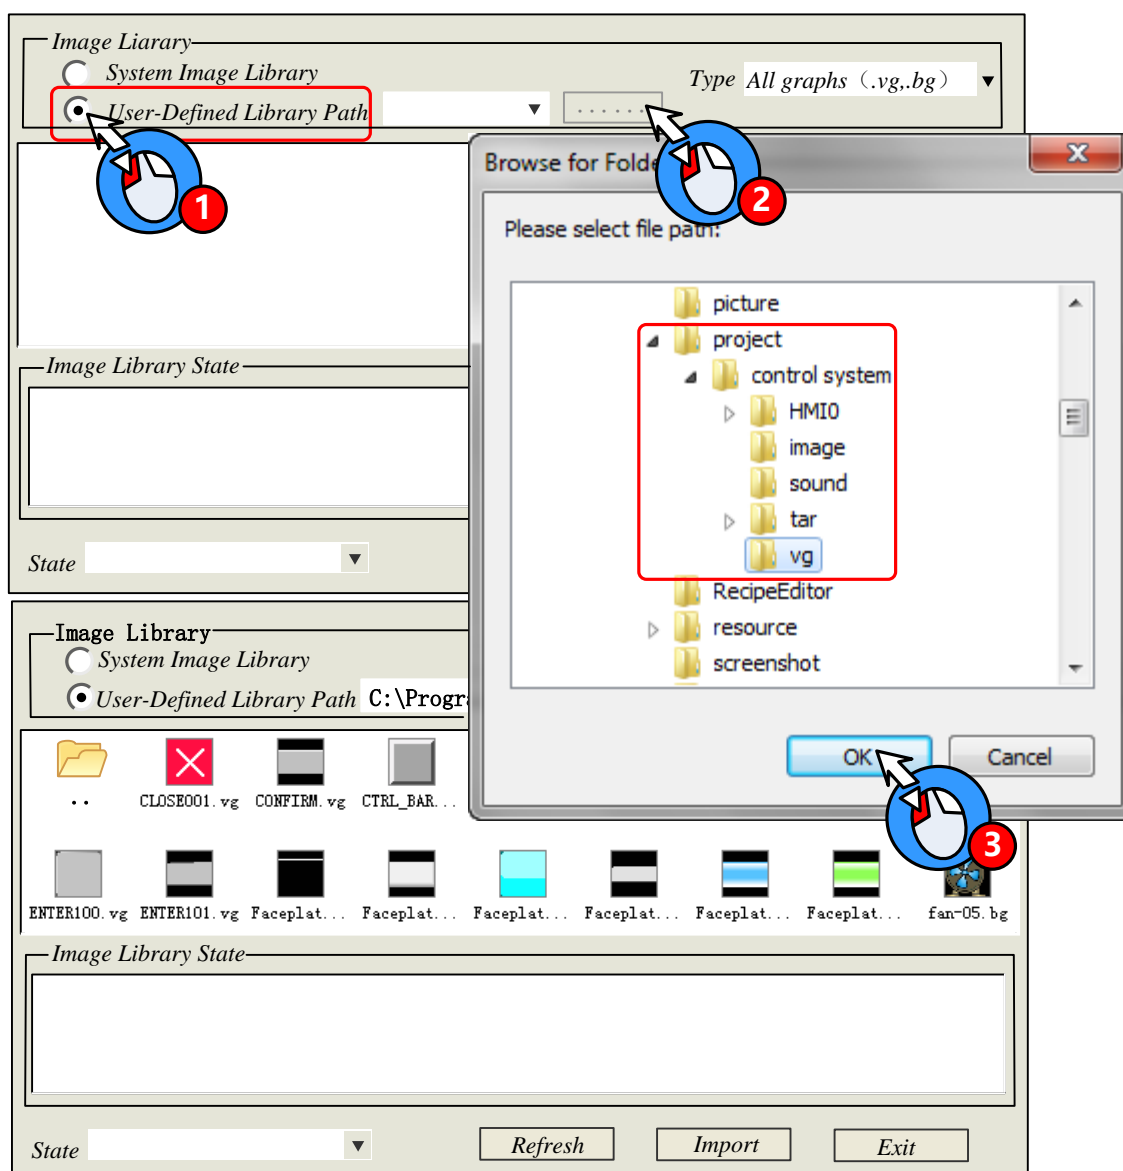 Image Liarary
System Image Library
Type All graphs（.vg,.bg）
User-Defined Library Path
......
1
Browse for Folde
2
Please select file path:
picture
project
control system
HMI0
image
sound
tar
vg
RecipeEditor
resource
screenshot
OK
Cancel
3
Image Library State
State
Image Library
System Image Library
User-Defined Library Path C:\Progr
..
CLOSE001.vg CONFIRM.vg CTRL_BAR...
ENTER100.vg ENTER101.vg Faceplat... Faceplat... Faceplat... Faceplat... Faceplat... Faceplat... fan-05.bg
Image Library State
State
Refresh
Import
Exit